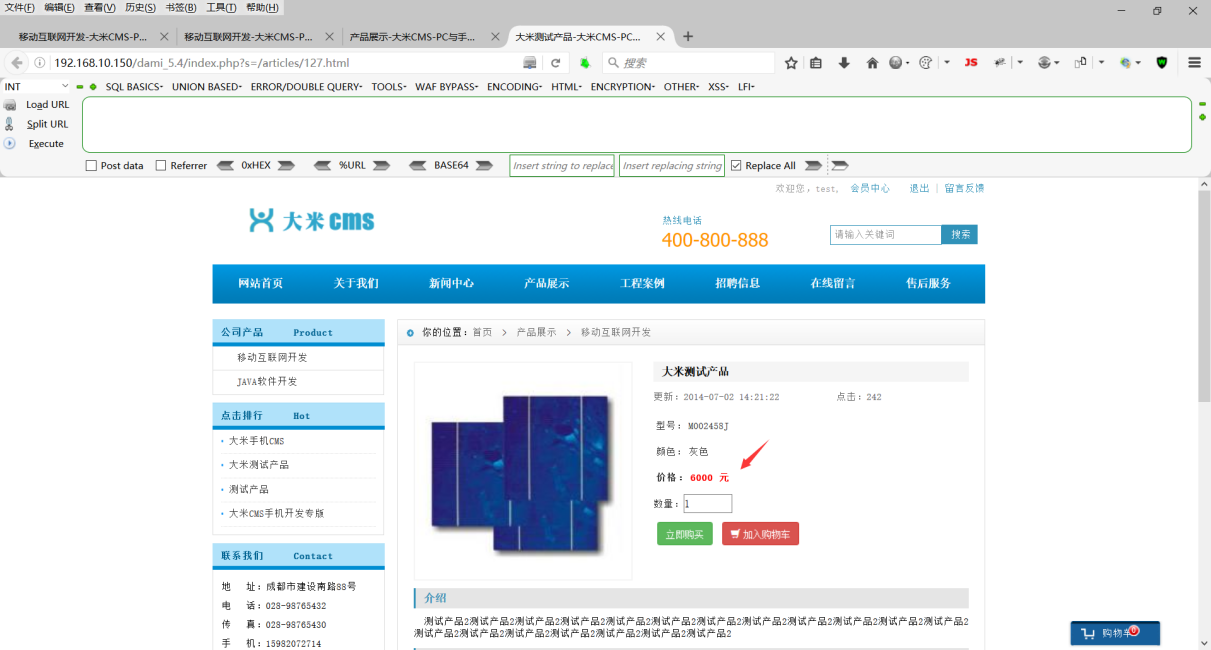 文件(F) 编辑(E) 查看(V) 历史(S) 书签(B) 工具(T) 帮助(H)
移动互联网开发-大米CMS-P... 移动互联网开发-大米CMS-P... 产品展示-大米CMS-PC与手... 大米测试产品-大米CMS-PC...
192.168.10.150/dami_5.4/index.php?s=/articles/127.html 搜索 JS
INT SQL BASICS UNION BASED ERROR/DOUBLE QUERY TOOLS WAF BYPASS ENCODING HTML ENCRYPTION OTHER XSS LFI
Load URL
Split URL
Execute
Post data Referrer 0xHEX %URL BASE64 Insert string to replace Insert replacing string Replace All
欢迎您，test, 会员中心 退出 | 留言反馈
大米cms
热线电话
400-800-888
请输入关键词 搜索
网站首页 关于我们 新闻中心 产品展示 工程案例 招聘信息 在线留言 售后服务
公司产品 Product
移动互联网开发
JAVA软件开发
点击排行 Hot
大米手机CMS
大米测试产品
测试产品
大米CMS手机开发专版
联系我们 Contact
地 址：成都市建设南路88号
电 话：028-98765432
传 真：028-98765430
手 机：15982072714
你的位置：首页 > 产品展示 > 移动互联网开发
大米测试产品
更新：2014-07-02 14:21:22 点击：242
型号：M002458J
颜色：灰色
价格：6000 元
数量：1
立即购买 加入购物车
介绍
测试产品2测试产品2测试产品2测试产品2测试产品2测试产品2测试产品2测试产品2测试产品2测试产品2测试产品2测试产品2
测试产品2测试产品2测试产品2测试产品2测试产品2测试产品2测试产品2
购物车 0